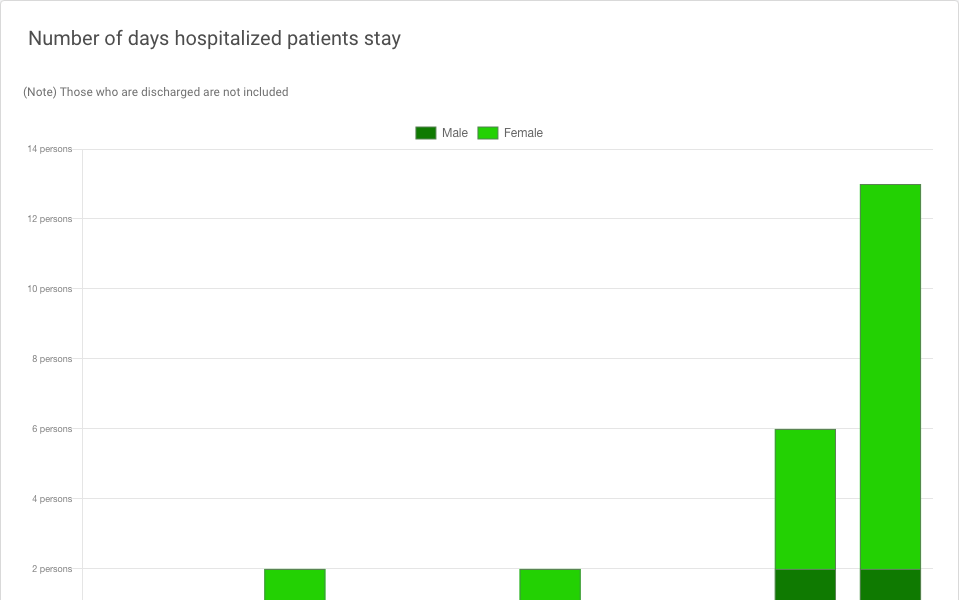 Number of days hospitalized patients stay
(Note) Those who are discharged are not included
Male Female
14 persons
12 persons
10 persons
8 persons
6 persons
4 persons
2 persons